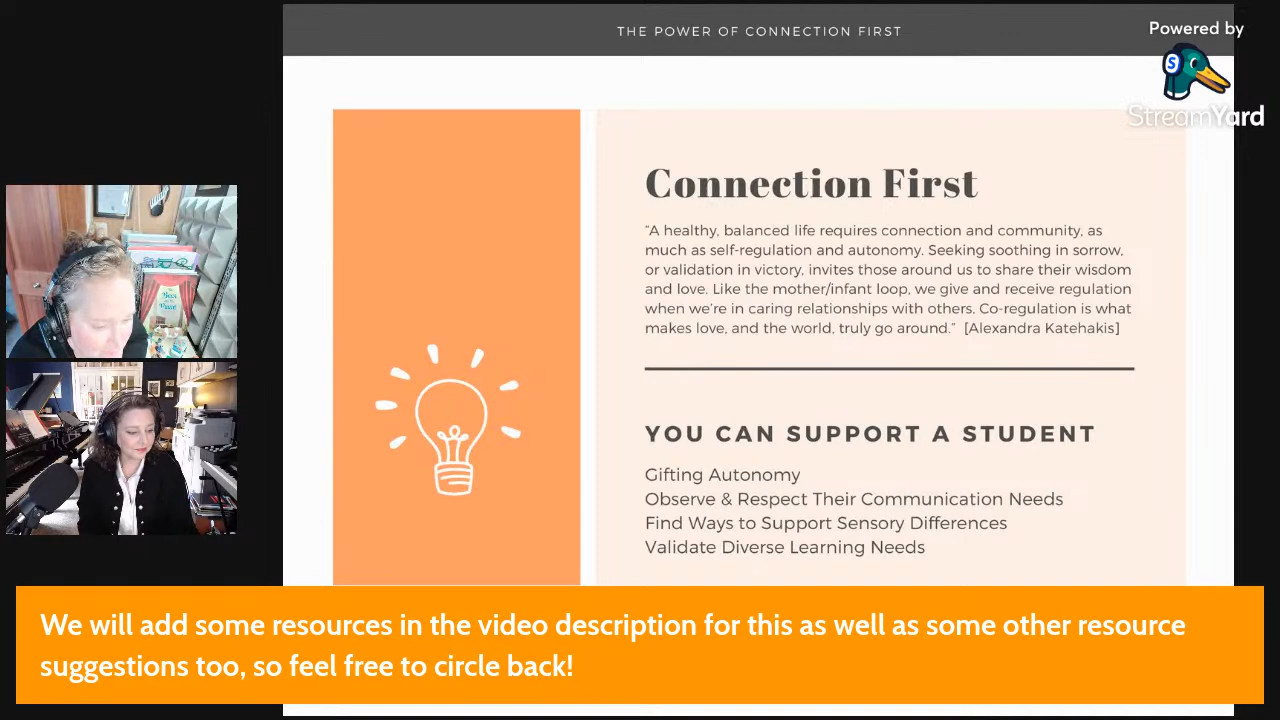 THE POWER OF CONNECTION FIRST
Powered by
S
StreamYard
Connection First
“A healthy, balanced life requires connection and community, as
much as self-regulation and autonomy. Seeking soothing in sorrow,
or validation in victory, invites those around us to share their wisdom
and love. Like the mother/infant loop, we give and receive regulation
when we’re in caring relationships with others. Co-regulation is what
makes love, and the world, truly go around.” [Alexandra Katehakis]
YOU CAN SUPPORT A STUDENT
Gifting Autonomy
Observe & Respect Their Communication Needs
Find Ways to Support Sensory Differences
Validate Diverse Learning Needs
We will add some resources in the video description for this as well as some other resource
suggestions too, so feel free to circle back!